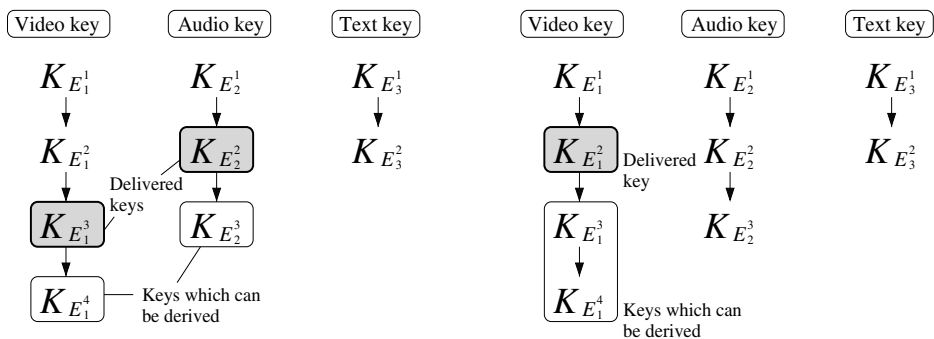 Video key Audio key Text key Video key Audio key Text key
K_{E_1^1} K_{E_2^1} K_{E_3^1} K_{E_1^1} K_{E_2^1} K_{E_3^1}
K_{E_1^2} K_{E_2^2} K_{E_3^2} K_{E_1^2} K_{E_2^2} K_{E_3^2}
Delivered
keys
Delivered
key
K_{E_1^3} K_{E_2^3} K_{E_1^3} K_{E_2^3}
K_{E_1^4} K_{E_1^4}
Keys which can
be derived
Keys which can
be derived